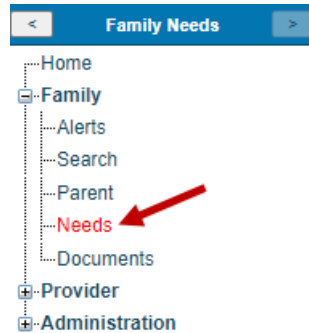 < Family Needs >
Home
Family
Alerts
Search
Parent
Needs
Documents
Provider
Administration